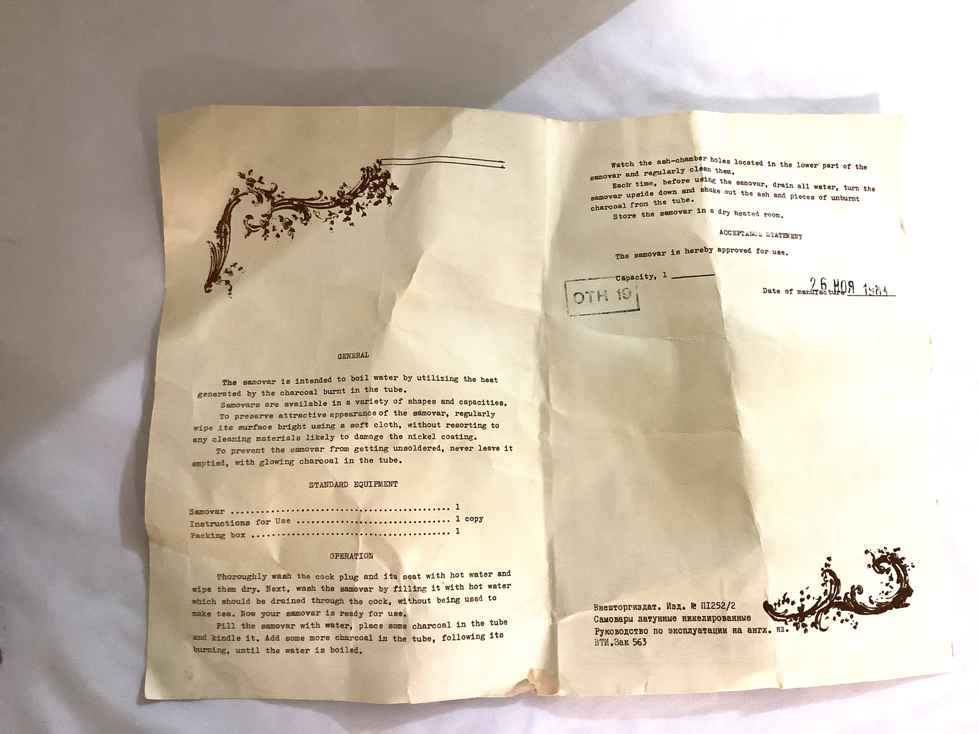 GENERAL
The samovar is intended to boil water by utilizing the heat
generated by the charcoal burnt in the tube.
Samovars are available in a variety of shapes and capacities.
To preserve attractive appearance of the samovar, regularly
wipe its surface bright using a soft cloth, without resorting to
any cleaning materials likely to damage the nickel coating.
To prevent the samovar from getting unsoldered, never leave it
emptied, with glowing charcoal in the tube.
STANDARD EQUIPMENT
Samovar ............................................. 1
Instructions for Use ................................ 1 copy
Packing box ......................................... 1
OPERATION
Thoroughly wash the cock plug and its seat with hot water and
wipe them dry. Next, wash the samovar by filling it with hot water
which should be drained through the cock, without being used to
make tea. Now your samovar is ready for use.
Fill the samovar with water, place some charcoal in the tube
and kindle it. Add some more charcoal in the tube, following its
burning, until the water is boiled.
Watch the ash-chamber holes located in the lower part of the
samovar and regularly clean them.
Each time, before using the samovar, drain all water, turn the
samovar upside down and shake out the ash and pieces of unburnt
charcoal from the tube.
Store the samovar in a dry heated room.
ACCEPTANCE STATEMENT
The samovar is hereby approved for use.
Capacity, l
ОТН 19
Date of manufacture 26 НОЯ 1981
Внешторгиздат. Изд. № П1252/2
Самовары латунные никелированные
Руководство по эксплуатации на англ. яз.
ВТИ.Зак 563